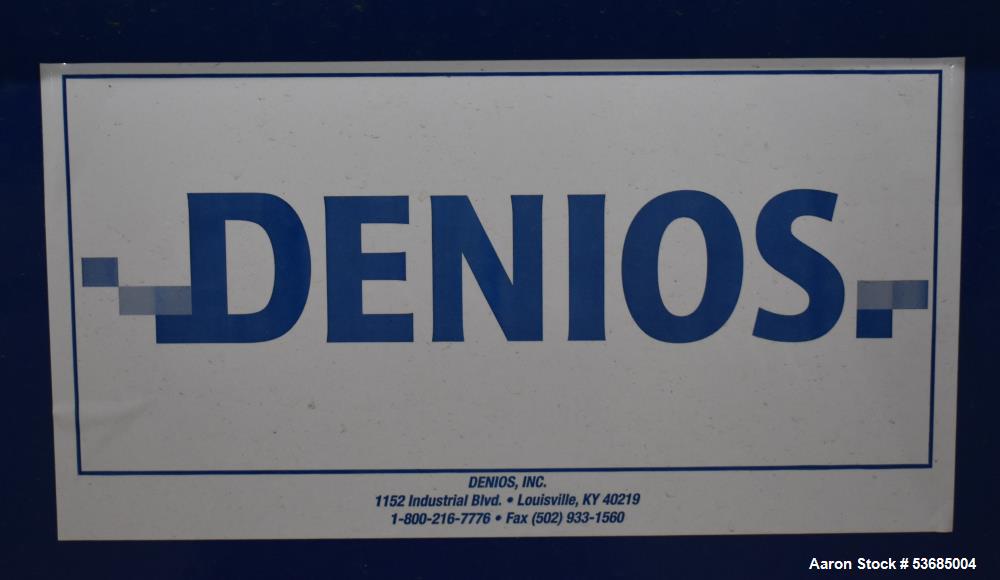 DENIOS
DENIOS, INC.
1152 Industrial Blvd. • Louisville, KY 40219
1-800-216-7776 • Fax (502) 933-1560
Aaron Stock # 53685004